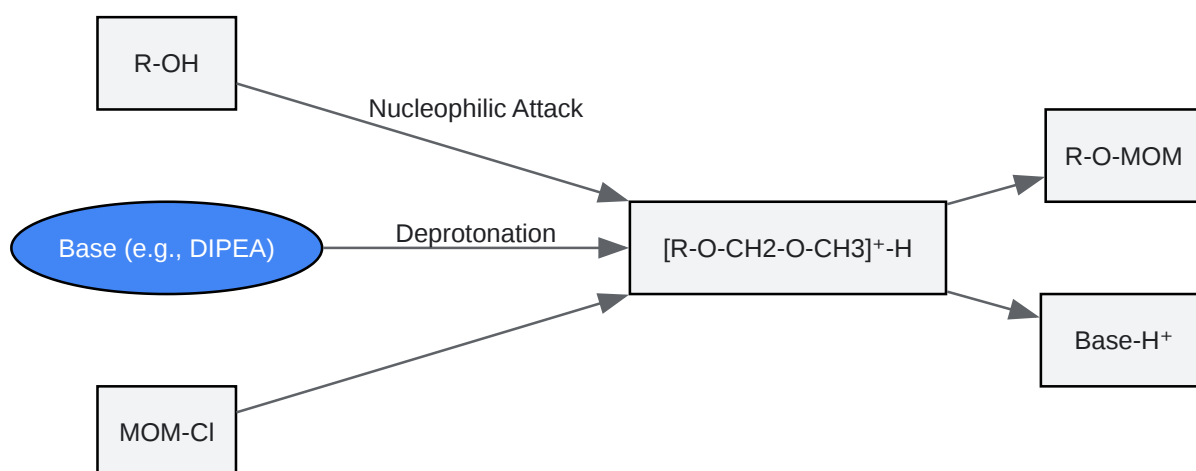 R-OH
Nucleophilic Attack
R-O-MOM
Base (e.g., DIPEA)
Deprotonation
[R-O-CH2-O-CH3]⁺-H
Base-H⁺
MOM-Cl